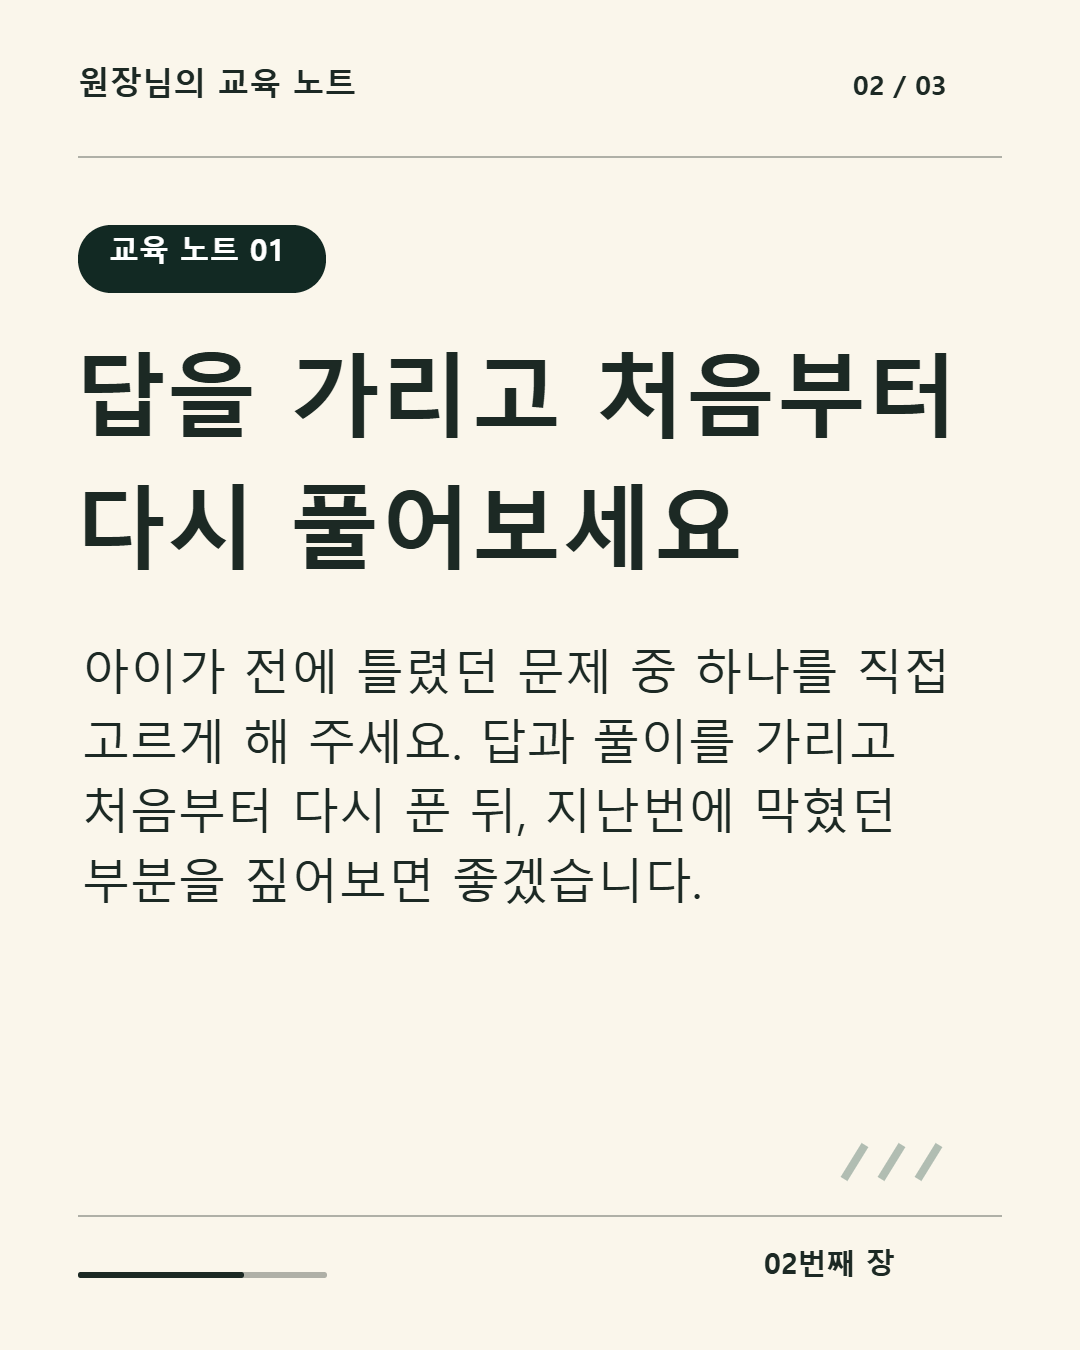 원장님의 교육 노트
02 / 03
교육 노트 01
답을 가리고 처음부터
다시 풀어보세요
아이가 전에 틀렸던 문제 중 하나를 직접
고르게 해 주세요. 답과 풀이를 가리고
처음부터 다시 푼 뒤, 지난번에 막혔던
부분을 짚어보면 좋겠습니다.
02번째 장